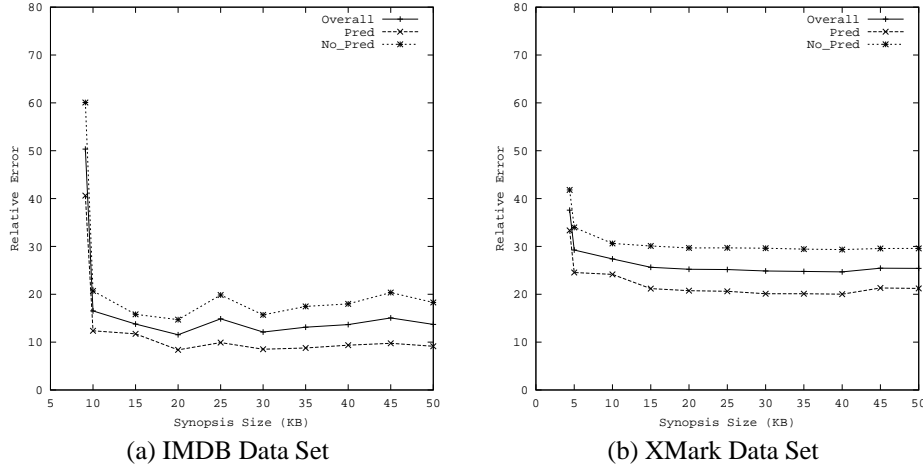 80
70
60
50
40
30
20
10
0
Relative Error
Overall
Pred
No_Pred
5 10 15 20 25 30 35 40 45 50
Synopsis Size (KB)
(a) IMDB Data Set
80
70
60
50
40
30
20
10
0
Relative Error
Overall
Pred
No_Pred
0 5 10 15 20 25 30 35 40 45 50
Synopsis Size (KB)
(b) XMark Data Set